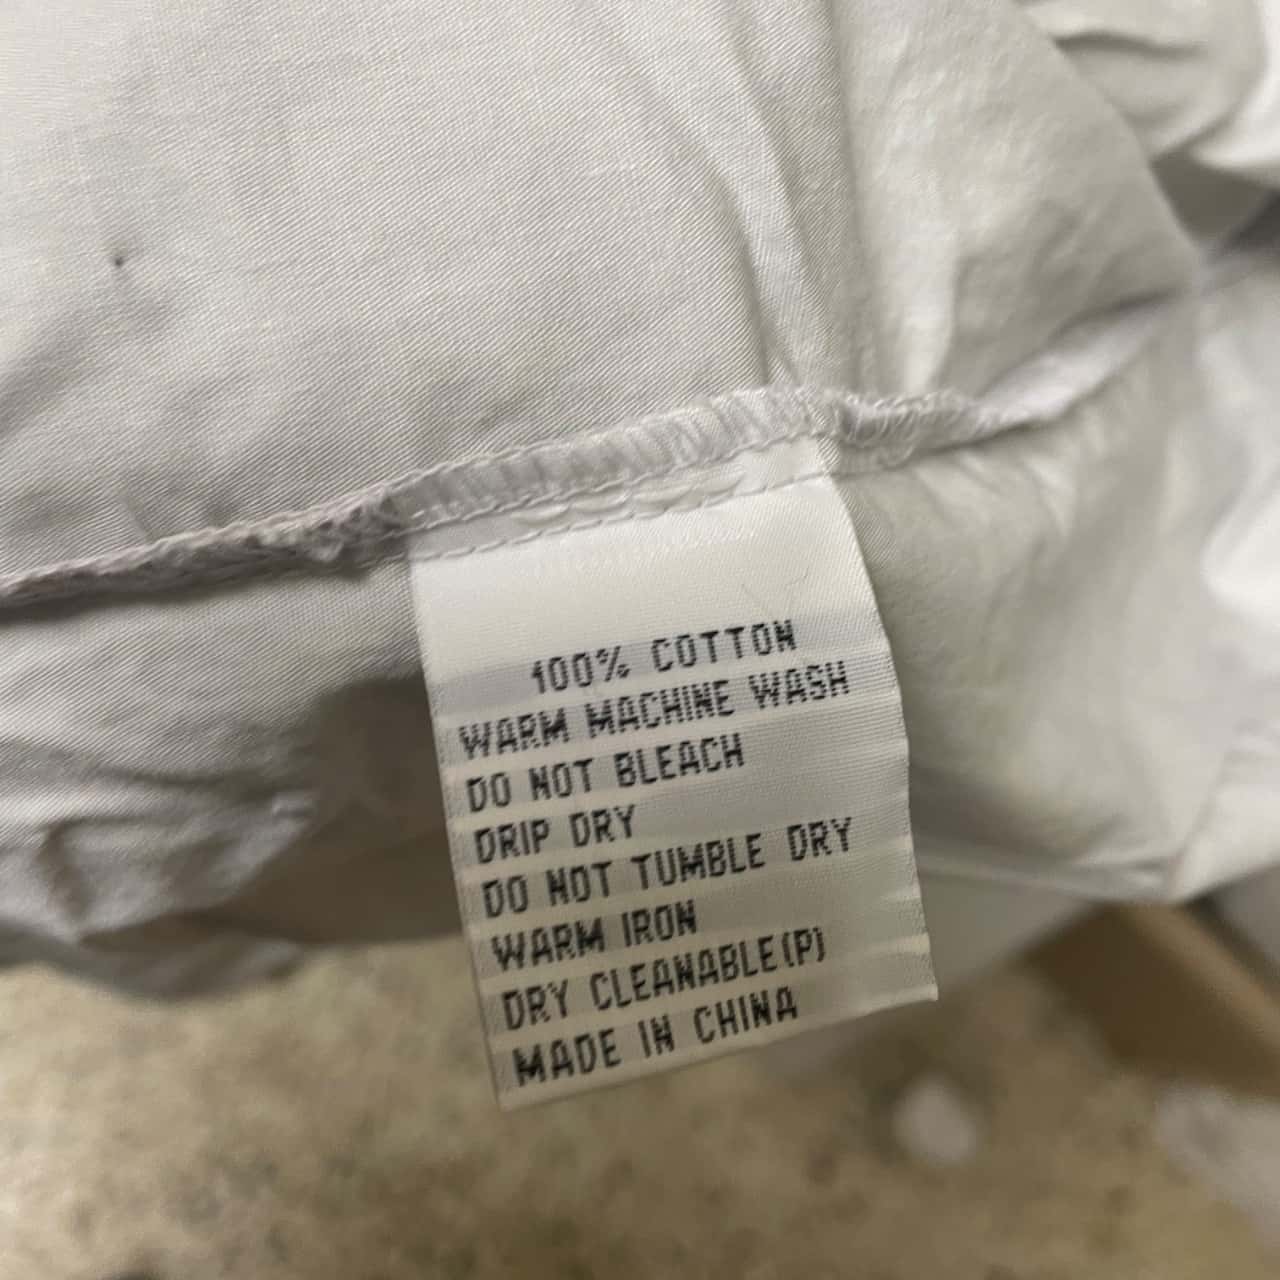 100% COTTON
WARM MACHINE WASH
DO NOT BLEACH
DRIP DRY
DO NOT TUMBLE DRY
WARM IRON
DRY CLEANABLE(P)
MADE IN CHINA